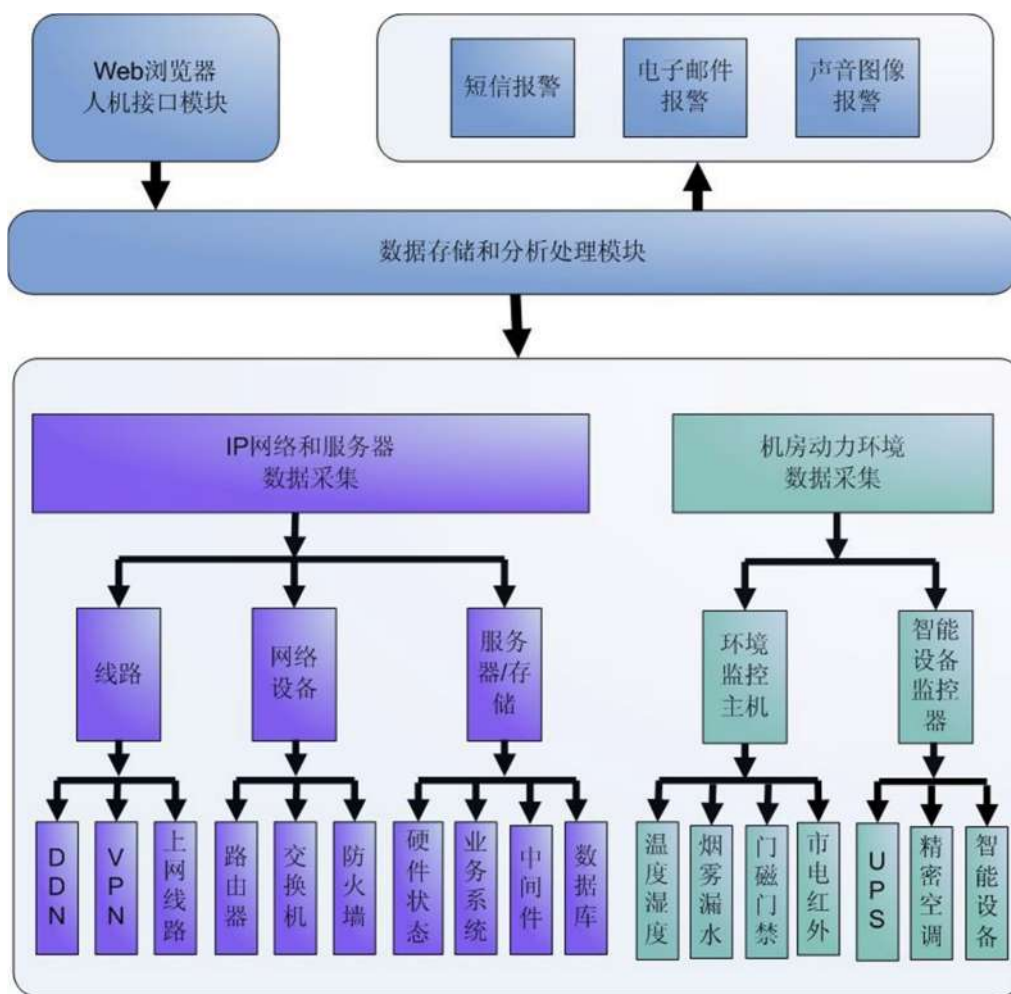 Web浏览器
人机接口模块
短信报警
电子邮件
报警
声音图像
报警
数据存储和分析处理模块
IP网络和服务器
数据采集
机房动力环境
数据采集
线路
网络
设备
服务
器/存
储
环境
监控
主机
智能
设备
监控
器
DDN
VPN
上网线路
路由器
交换机
防火墙
硬件状态
业务系统
中间件
数据库
温度湿度
烟雾漏水
门磁门禁
市电红外
UPS
精密空调
智能设备